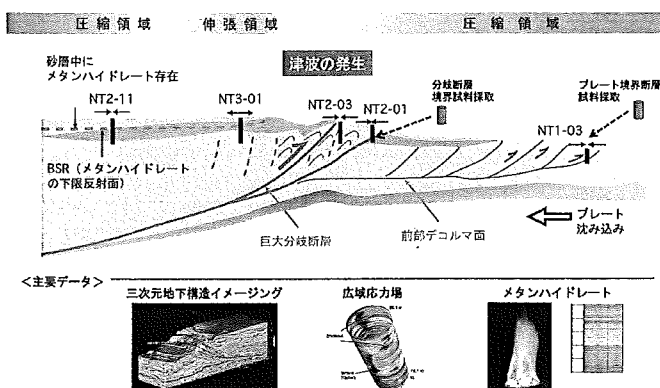 圧縮領域 伸張領域 圧縮領域
津波の発生
砂層中に
メタンハイドレート存在
NT2-11
NT3-01
NT2-03
NT2-01
分岐断層
境界試料採取
プレート境界断層
試料採取
NT1-03
BSR（メタンハイドレート
の下限反射面）
巨大分岐断層
前部デコルマ面
プレート
沈み込み
＜主要データ＞
三次元地下構造イメージング
広域応力場
メタンハイドレート